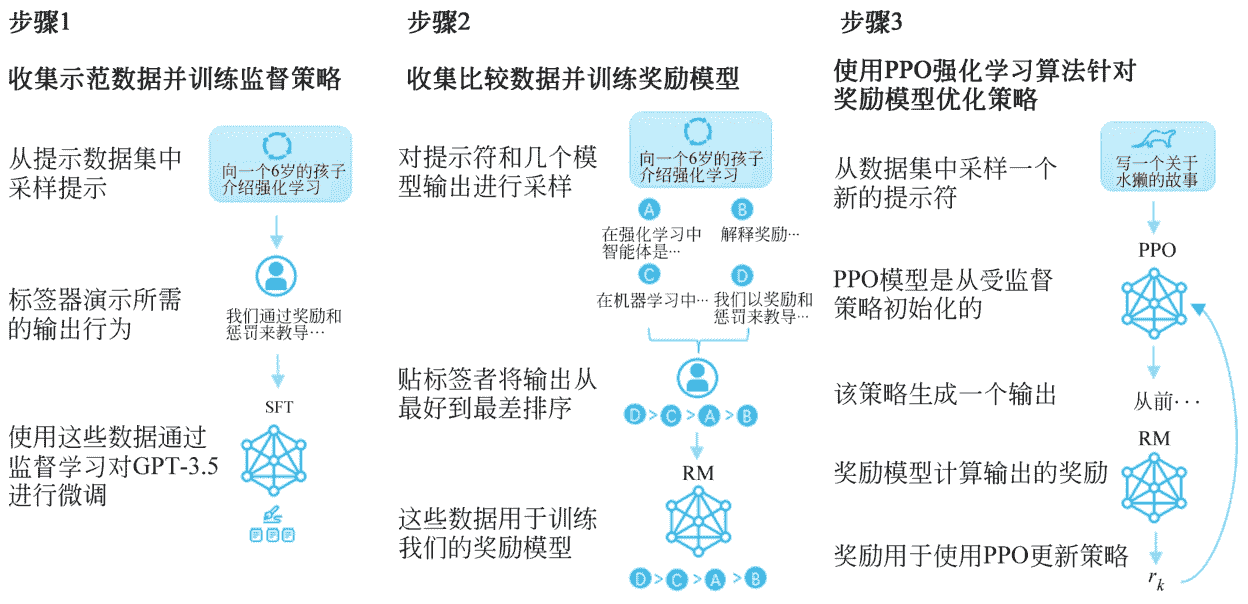 步骤1
收集示范数据并训练监督策略
从提示数据集中
采样提示
向一个6岁的孩子
介绍强化学习
标签器演示所需
的输出行为
我们通过奖励和
惩罚来教导···
SFT
使用这些数据通过
监督学习对GPT-3.5
进行微调
步骤2
收集比较数据并训练奖励模型
对提示符和几个模
型输出进行采样
向一个6岁的孩子
介绍强化学习
A
在强化学习中
智能体是···
B
解释奖励···
C
在机器学习中···
D
我们以奖励和
惩罚来教导···
贴标签者将输出从
最好到最差排序
D>C>A>B
RM
这些数据用于训练
我们的奖励模型
D>C>A>B
步骤3
使用PPO强化学习算法针对
奖励模型优化策略
从数据集中采样一个
新的提示符
写一个关于
水獭的故事
PPO
PPO模型是从受监督
策略初始化的
该策略生成一个输出
从前···
RM
奖励模型计算输出的奖励
奖励用于使用PPO更新策略
rk